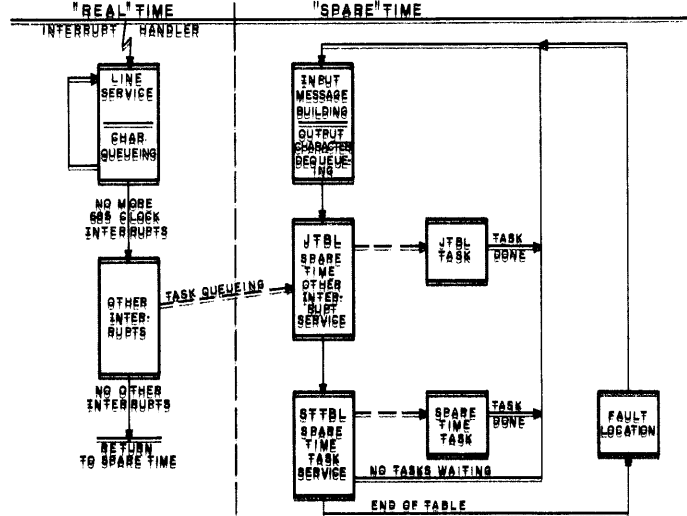 "REAL" TIME
INTERRUPT HANDLER
LINE
SERVICE
CHAR
QUEUEING
NO MORE
685 CLOCK
INTERRUPTS
OTHER
INTER-
RUPTS
NO OTHER
INTERRUPTS
RETURN
TO SPARE TIME
TASK QUEUEING
"SPARE" TIME
INPUT
MESSAGE
BUILDING
OUTPUT
CHARACTER
DEQUEUE-
ING
JTBL
SPARE
TIME
OTHER
INTER-
RUPT
SERVICE
JTBL
TASK
TASK
DONE
STTBL
SPARE
TIME
TASK
SERVICE
SPARE
TIME
TASK
TASK
DONE
NO TASKS WAITING
END OF TABLE
FAULT
LOCATION